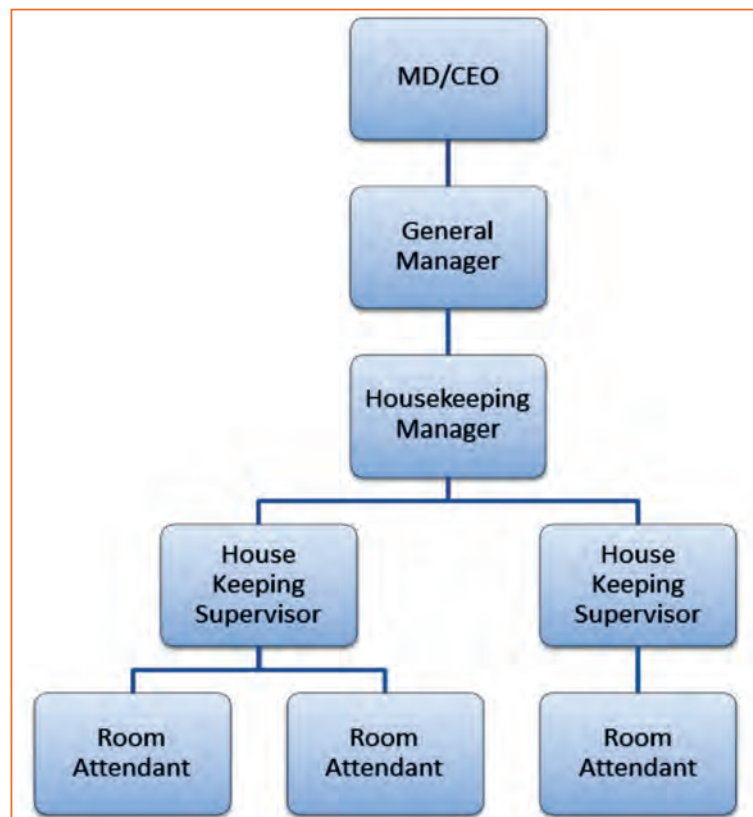 MD/CEO
General
Manager
Housekeeping
Manager
House
Keeping
Supervisor
House
Keeping
Supervisor
Room
Attendant
Room
Attendant
Room
Attendant